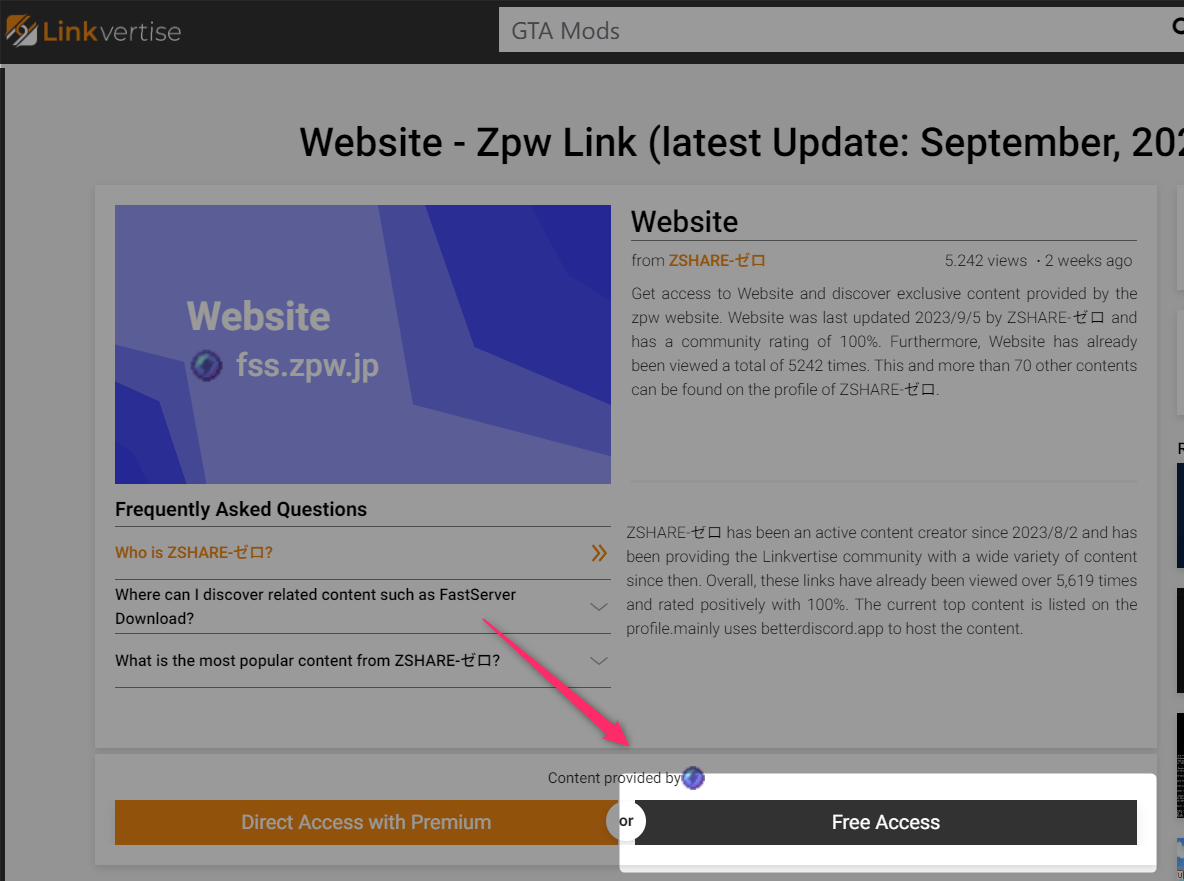 Linkvertise
GTA Mods
Website - Zpw Link (latest Update: September, 202
Website
fss.zpw.jp
Website
from ZSHARE-ゼロ 5.242 views · 2 weeks ago
Get access to Website and discover exclusive content provided by the
zpw website. Website was last updated 2023/9/5 by ZSHARE-ゼロ and
has a community rating of 100%. Furthermore, Website has already
been viewed a total of 5242 times. This and more than 70 other contents
can be found on the profile of ZSHARE-ゼロ.
Frequently Asked Questions
Who is ZSHARE-ゼロ?
Where can I discover related content such as FastServer
Download?
What is the most popular content from ZSHARE-ゼロ?
ZSHARE-ゼロ has been an active content creator since 2023/8/2 and has
been providing the Linkvertise community with a wide variety of content
since then. Overall, these links have already been viewed over 5,619 times
and rated positively with 100%. The current top content is listed on the
profile.mainly uses betterdiscord.app to host the content.
Content provided by
Direct Access with Premium
or
Free Access